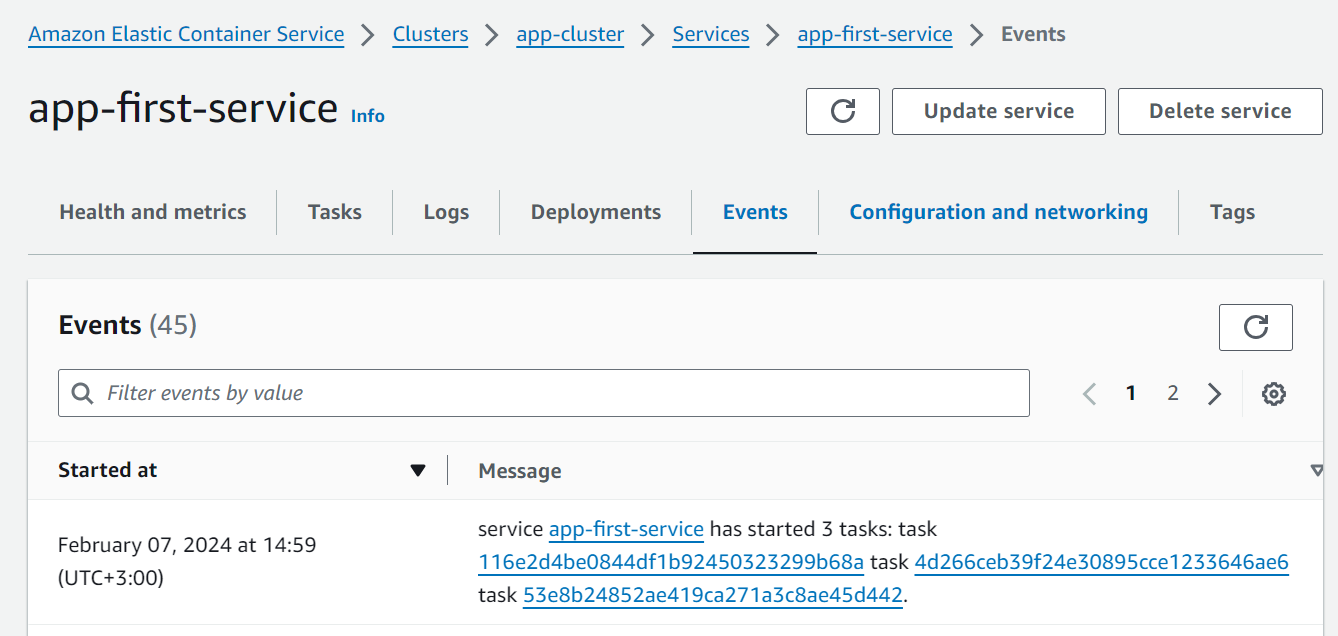 Amazon Elastic Container Service > Clusters > app-cluster > Services > app-first-service > Events
app-first-service Info
Update service
Delete service
Health and metrics
Tasks
Logs
Deployments
Events
Configuration and networking
Tags
Events (45)
Filter events by value
1
2
Started at
Message
February 07, 2024 at 14:59
(UTC+3:00)
service app-first-service has started 3 tasks: task
116e2d4be0844df1b92450323299b68a task 4d266ceb39f24e30895cce1233646ae6
task 53e8b24852ae419ca271a3c8ae45d442.